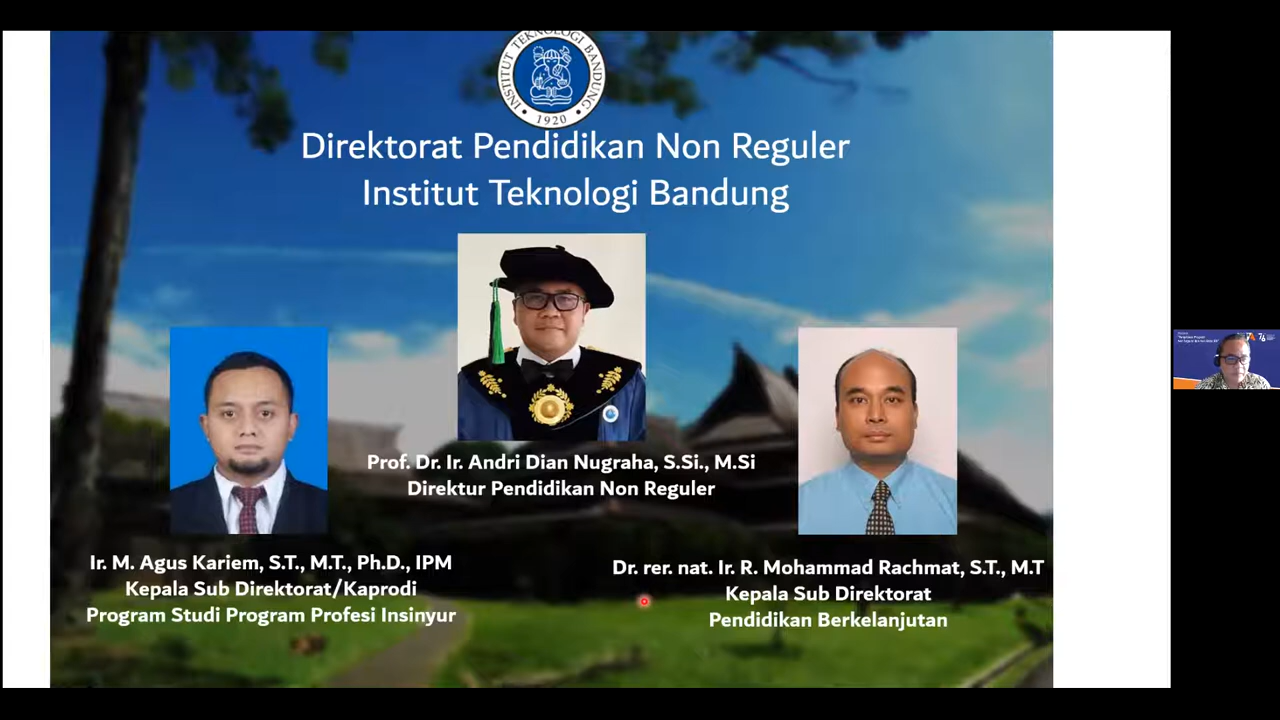 INSTITUT TEKNOLOGI BANDUNG
1920
Direktorat Pendidikan Non Reguler
Institut Teknologi Bandung
Prof. Dr. Ir. Andri Dian Nugraha, S.Si., M.Si
Direktur Pendidikan Non Reguler
Ir. M. Agus Kariem, S.T., M.T., Ph.D., IPM
Kepala Sub Direktorat/Kaprodi
Program Studi Program Profesi Insinyur
Dr. rer. nat. Ir. R. Mohammad Rachmat, S.T., M.T
Kepala Sub Direktorat
Pendidikan Berkelanjutan